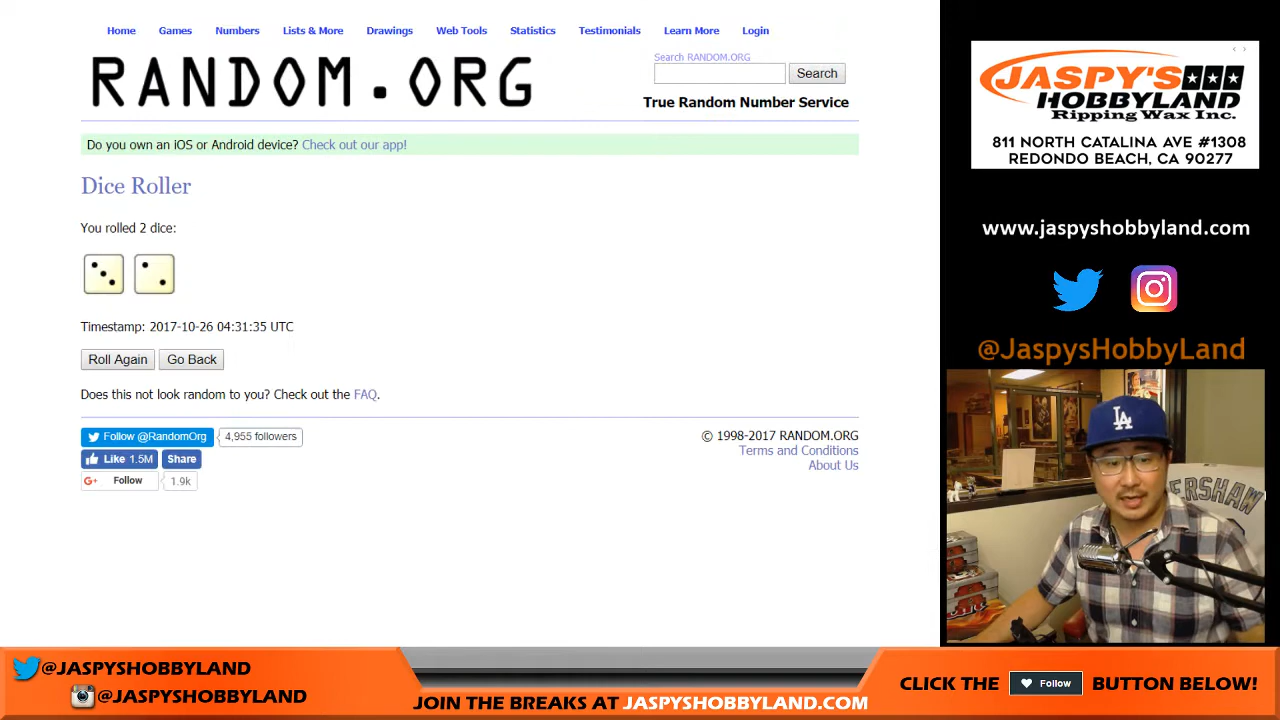 Home Games Numbers Lists & More Drawings Web Tools Statistics Testimonials Learn More Login
RANDOM.ORG
Search RANDOM.ORG
Search
True Random Number Service
Do you own an iOS or Android device? Check out our app!
Dice Roller
You rolled 2 dice:
Timestamp: 2017-10-26 04:31:35 UTC
Roll Again Go Back
Does this not look random to you? Check out the FAQ.
Follow @RandomOrg 4,955 followers
Like 1.5M Share
G+ Follow 1.9k
© 1998-2017 RANDOM.ORG
Terms and Conditions
About Us
JASPY'S
HOBBYLAND
Ripping Wax Inc.
811 NORTH CATALINA AVE #1308
REDONDO BEACH, CA 90277
www.jaspyshobbyland.com
@JaspysHobbyLand
LA
ERSHAW
@JASPYSHOBBYLAND
@JASPYSHOBBYLAND
JOIN THE BREAKS AT JASPYSHOBBYLAND.COM
CLICK THE Follow BUTTON BELOW!